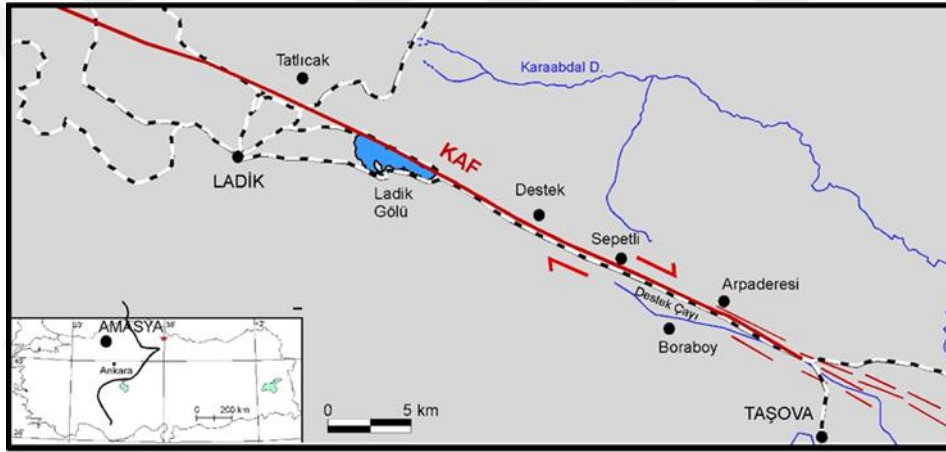 Karaabdal D.
Tatlıcak
KAF
LADİK
Ladik
Gölü
Destek
Sepetli
Arpaderesi
Destek Çayı
Boraboy
TAŞOVA
AMASYA
Ankara
0 200 km
0 5 km